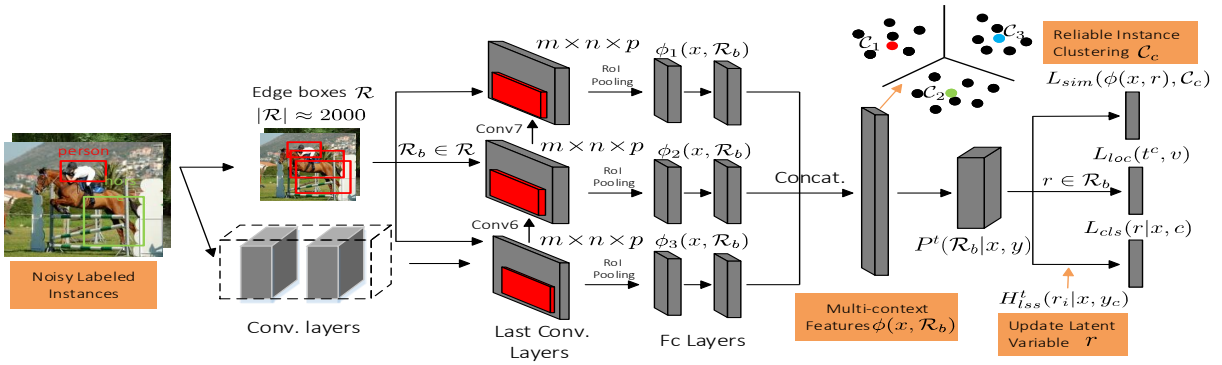 person
Noisy Labeled
Instances
Edge boxes $\mathcal{R}$
$|\mathcal{R}| \approx 2000$
Conv. layers
$\mathcal{R}_b \in \mathcal{R}$
Conv7
Conv6
Last Conv.
Layers
$m \times n \times p$
RoI
Pooling
$\phi_1(x, \mathcal{R}_b)$
$m \times n \times p$
RoI
Pooling
$\phi_2(x, \mathcal{R}_b)$
$m \times n \times p$
RoI
Pooling
$\phi_3(x, \mathcal{R}_b)$
Fc Layers
Concat.
Multi-context
Features $\phi(x, \mathcal{R}_b)$
$\mathcal{C}_1$
$\mathcal{C}_2$
$\mathcal{C}_3$
$P^t(\mathcal{R}_b|x, y)$
Reliable Instance
Clustering $\mathcal{C}_c$
$L_{sim}(\phi(x, r), \mathcal{C}_c)$
$L_{loc}(t^c, v)$
$r \in \mathcal{R}_b$
$L_{cls}(r|x, c)$
$H_{lss}^t(r_i|x, y_c)$
Update Latent
Variable $r$